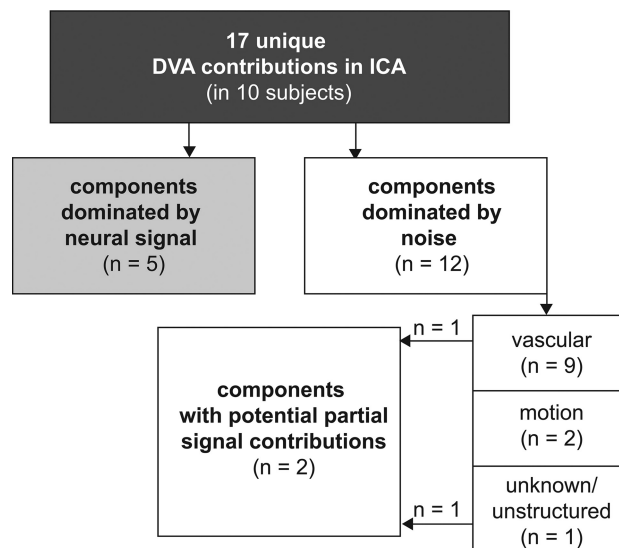 17 unique
DVA contributions in ICA
(in 10 subjects)
components
dominated by
neural signal
(n = 5)
components
dominated by
noise
(n = 12)
n = 1
vascular
(n = 9)
components
with potential partial
signal contributions
(n = 2)
motion
(n = 2)
n = 1
unknown/
unstructured
(n = 1)